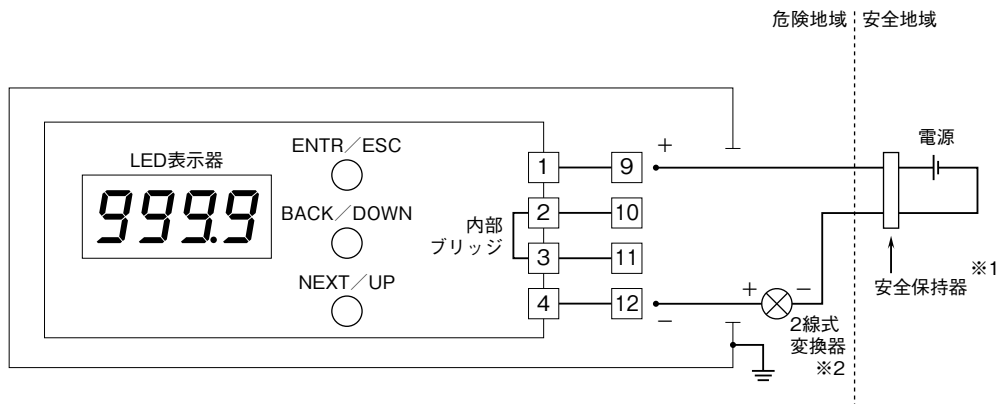 危険地域 安全地域
電源
ENTR／ESC
LED表示器
999.9
BACK／DOWN
NEXT／UP
内部
ブリッジ
1 9 +
2 10
3 11
4 12 −
+ −
2線式
変換器
※2
安全保持器 ※1